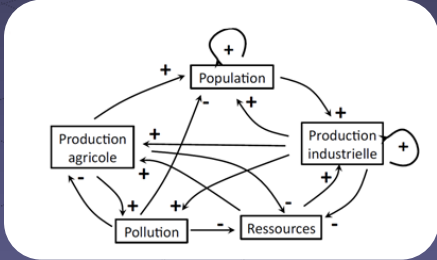 +
Population
+
-
+
+
Production
agricole
+
Production
industrielle
+
-
+
+
+
+
-
Pollution
-
Ressources
-